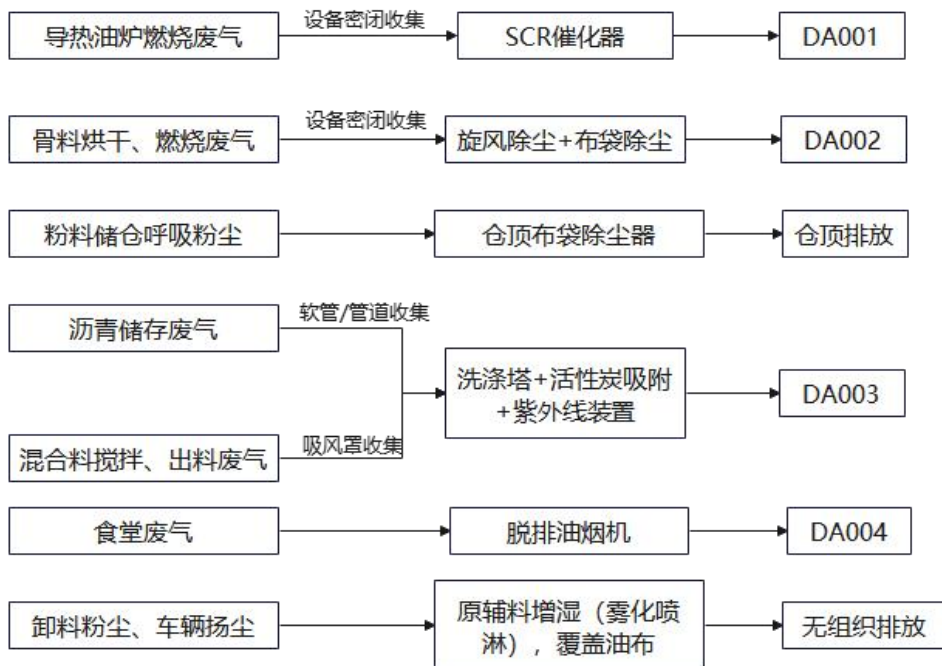 导热油炉燃烧废气
设备密闭收集
SCR催化器
DA001
骨料烘干、燃烧废气
设备密闭收集
旋风除尘+布袋除尘
DA002
粉料储仓呼吸粉尘
仓顶布袋除尘器
仓顶排放
沥青储存废气
软管/管道收集
洗涤塔+活性炭吸附
+紫外线装置
DA003
混合料搅拌、出料废气
吸风罩收集
食堂废气
脱排油烟机
DA004
卸料粉尘、车辆扬尘
原辅料增湿（雾化喷
淋），覆盖油布
无组织排放